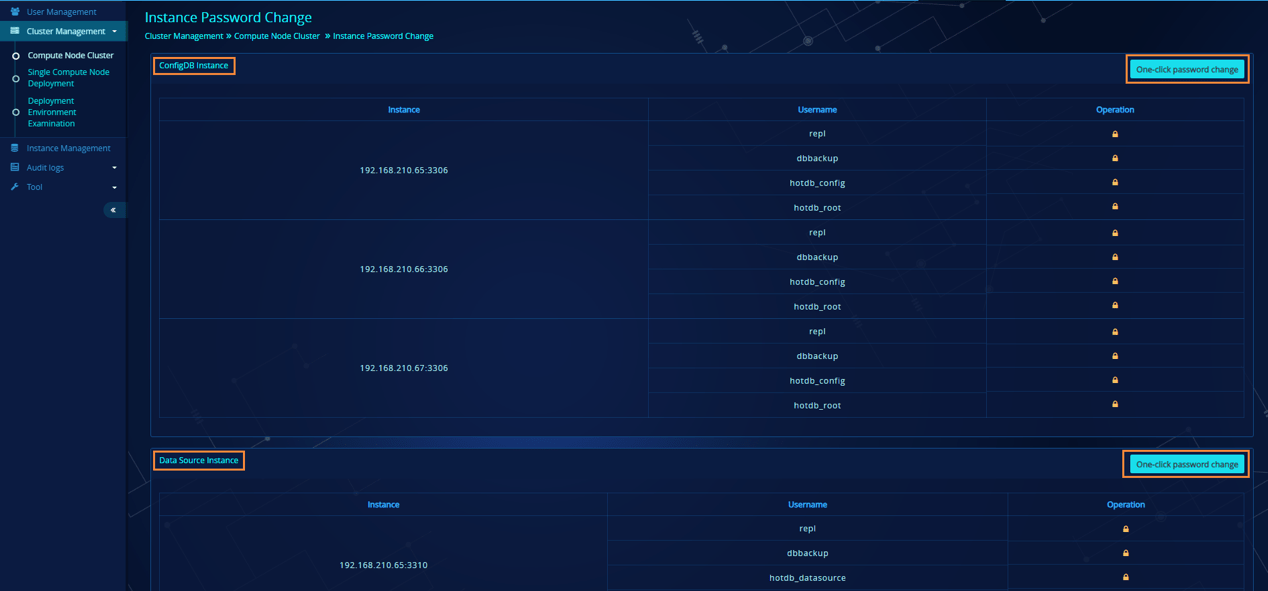 User Management
Cluster Management
Compute Node Cluster
Single Compute Node
Deployment
Deployment
Environment
Examination
Instance Management
Audit logs
Tool
«
Instance Password Change
Cluster Management » Compute Node Cluster » Instance Password Change
ConfigDB Instance
One-click password change
Instance Username Operation
192.168.210.65:3306
repl
dbbackup
hotdb_config
hotdb_root
192.168.210.66:3306
repl
dbbackup
hotdb_config
hotdb_root
192.168.210.67:3306
repl
dbbackup
hotdb_config
hotdb_root
Data Source Instance
One-click password change
Instance Username Operation
192.168.210.65:3310
repl
dbbackup
hotdb_datasource